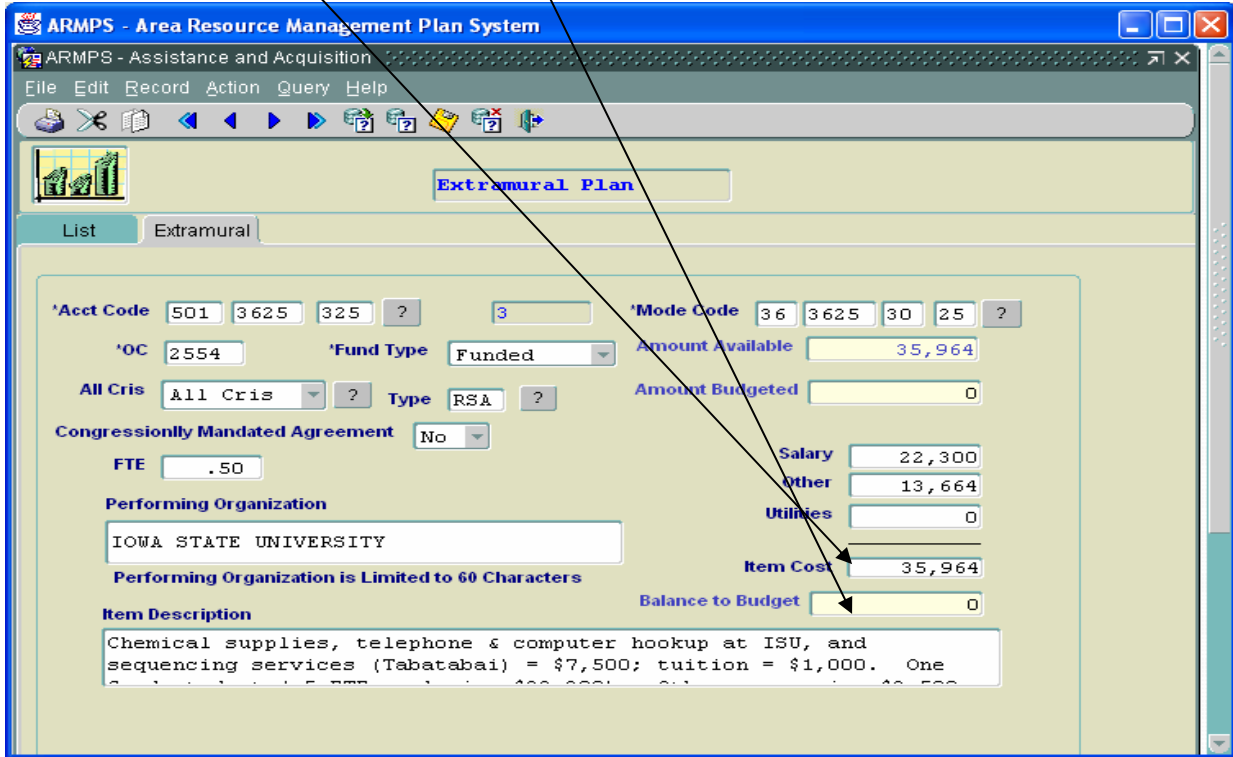 ARMPS - Area Resource Management Plan System
ARMPS - Assistance and Acquisition
File Edit Record Action Query Help
Extramural Plan
List Extramural
*Acct Code 501 3625 325 ? 3 *Mode Code 36 3625 30 25 ?
*OC 2554 *Fund Type Funded Amount Available 35,964
All Cris All Cris ? Type RSA ? Amount Budgeted 0
Congressionlly Mandated Agreement No
Salary 22,300
FTE .50
Other 13,664
Performing Organization
Utilities 0
IOWA STATE UNIVERSITY
Item Cost 35,964
Performing Organization is Limited to 60 Characters
Balance to Budget 0
Item Description
Chemical supplies, telephone & computer hookup at ISU, and
sequencing services (Tabatabai) = $7,500; tuition = $1,000. One